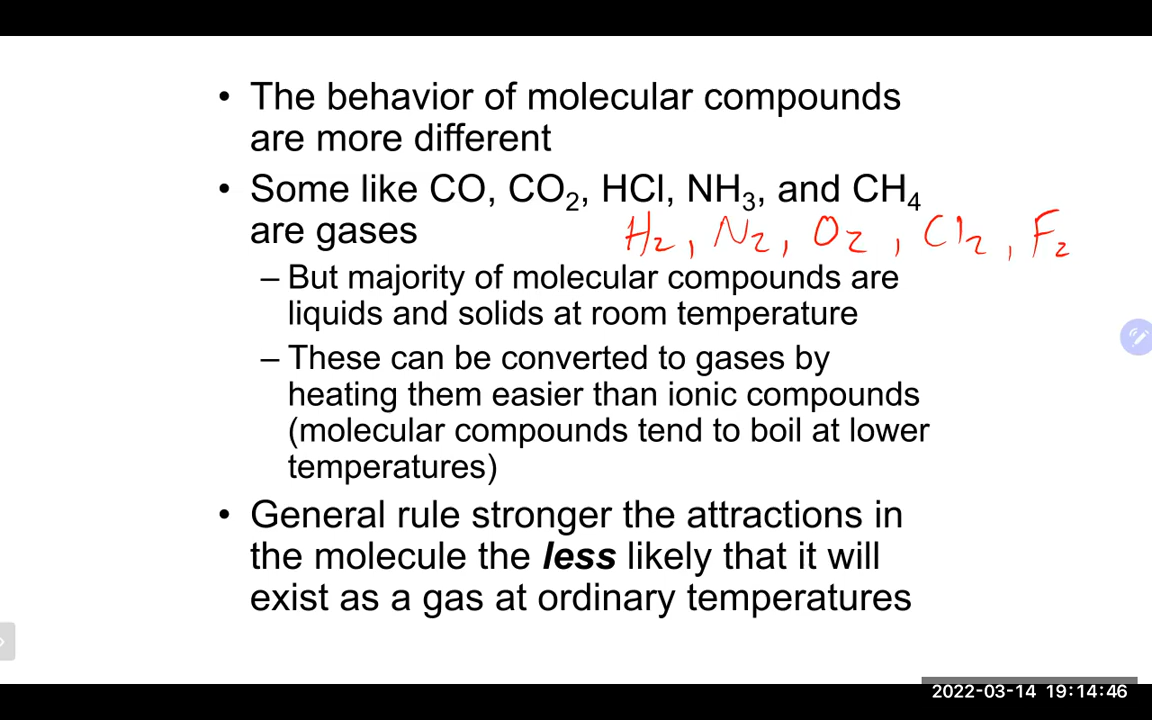 • The behavior of molecular compounds
are more different
• Some like CO, CO₂, HCl, NH₃, and CH₄
are gases
H₂, N₂, O₂, Cl₂, F₂
– But majority of molecular compounds are
liquids and solids at room temperature
– These can be converted to gases by
heating them easier than ionic compounds
(molecular compounds tend to boil at lower
temperatures)
• General rule stronger the attractions in
the molecule the less likely that it will
exist as a gas at ordinary temperatures
2022-03-14 19:14:46